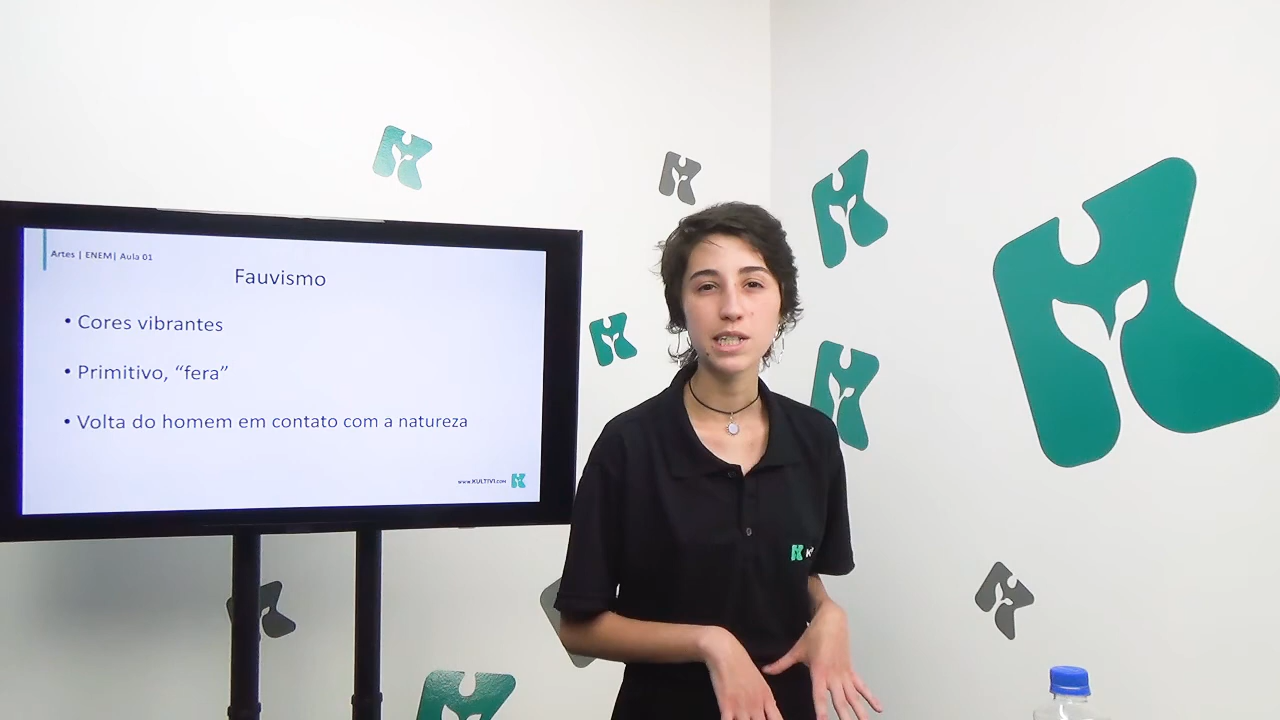 Artes | ENEM| Aula 01
Fauvismo
• Cores vibrantes
• Primitivo, “fera”
• Volta do homem em contato com a natureza
www.KULTIVI.com